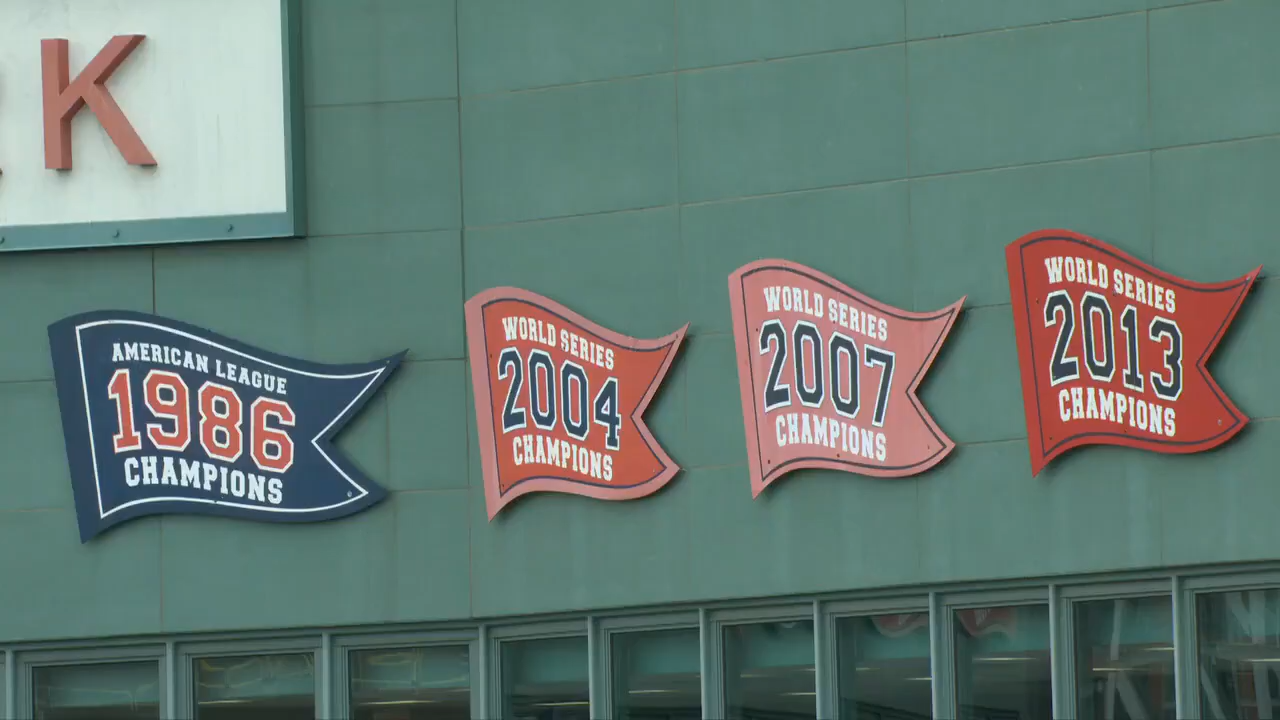 K
AMERICAN LEAGUE
1986
CHAMPIONS
WORLD SERIES
2004
CHAMPIONS
WORLD SERIES
2007
CHAMPIONS
WORLD SERIES
2013
CHAMPIONS